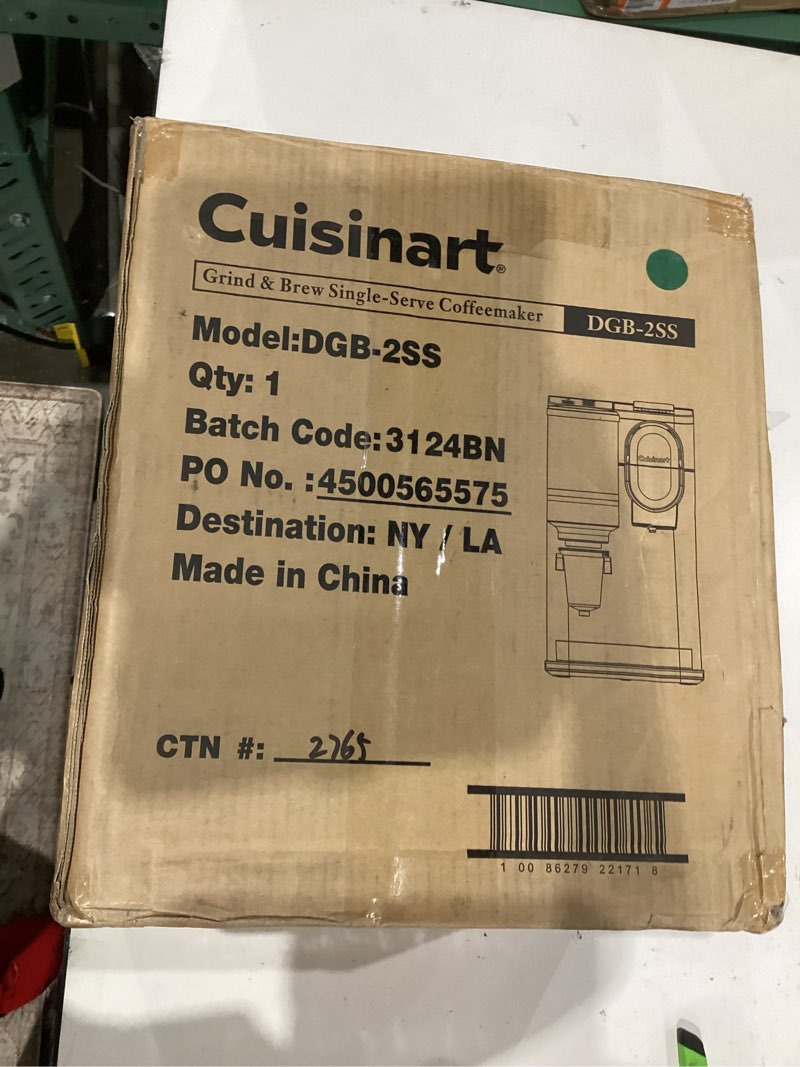 Cuisinart®
Grind & Brew Single-Serve Coffeemaker DGB-2SS
Model:DGB-2SS
Qty: 1
Batch Code:3124BN
PO No. :4500565575
Destination: NY / LA
Made in China
Cuisinart
CTN #: 2765
1 00 86279 22171 8